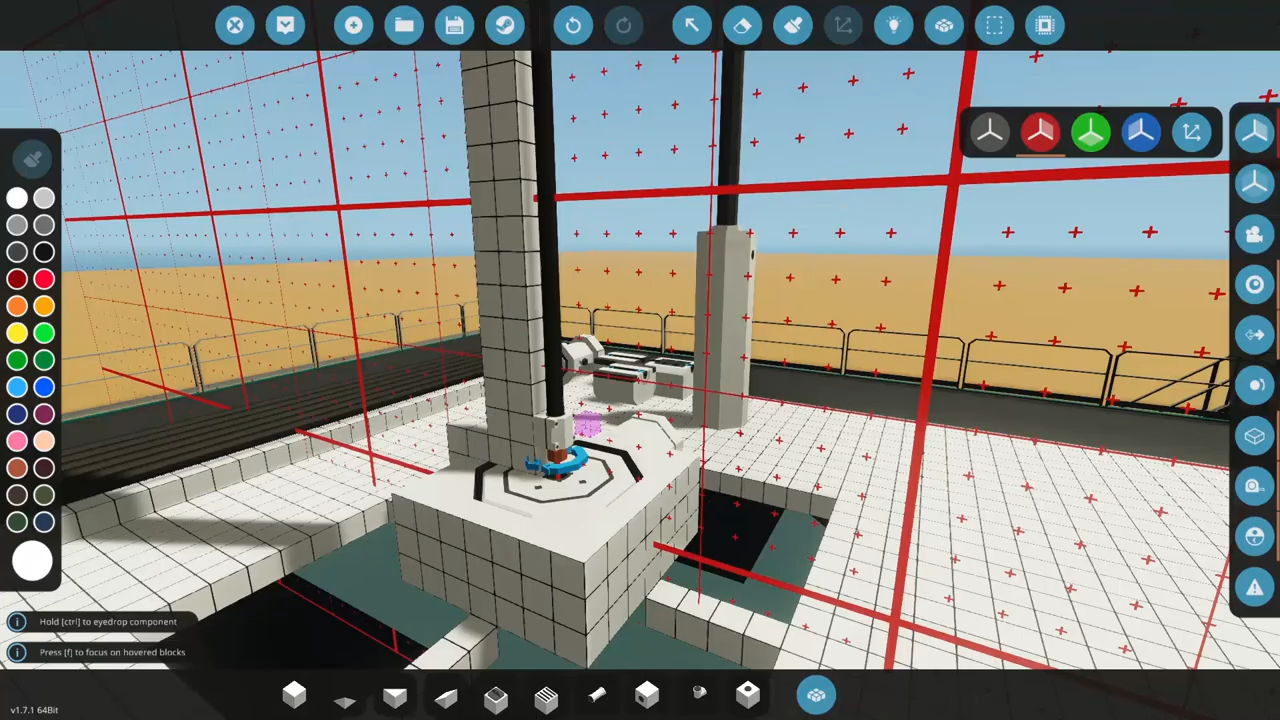 Hold [ctrl] to eyedrop component
Press [f] to focus on hovered blocks
v1.7.1 64Bit